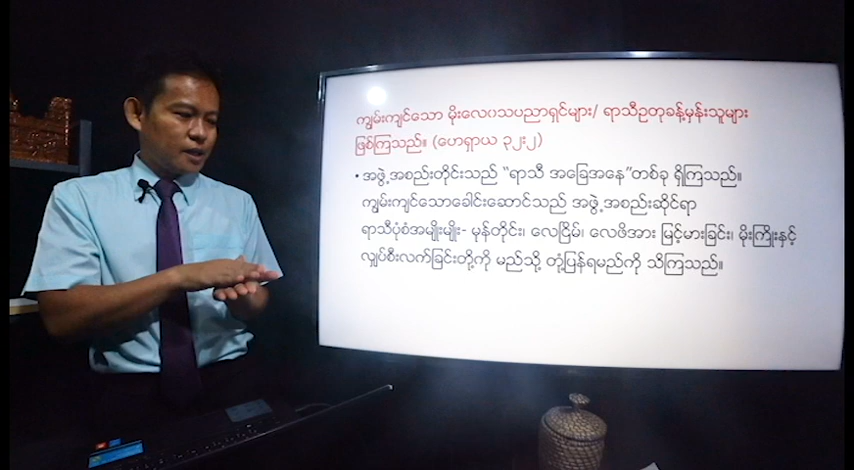 ကျွမ်းကျင်သော မိုးလေဝသပညာရှင်များ/ ရာသီဥတုခန့်မှန်းသူများ
ဖြစ်ကြသည်။ (ဟေရှာယ ၃၂း၂)
• အဖွဲ့အစည်းတိုင်းသည် “ရာသီ အခြေအနေ”တစ်ခု ရှိကြသည်။
ကျွမ်းကျင်သောခေါင်းဆောင်သည် အဖွဲ့အစည်းဆိုင်ရာ
ရာသီပုံစံအမျိုးမျိုး- မုန်တိုင်း၊ လေငြိမ်၊ လေဖိအား မြင့်မားခြင်း၊ မိုးကြိုးနှင့်
လျှပ်စီးလက်ခြင်းတို့ကို မည်သို့ တုံ့ပြန်ရမည်ကို သိကြသည်။